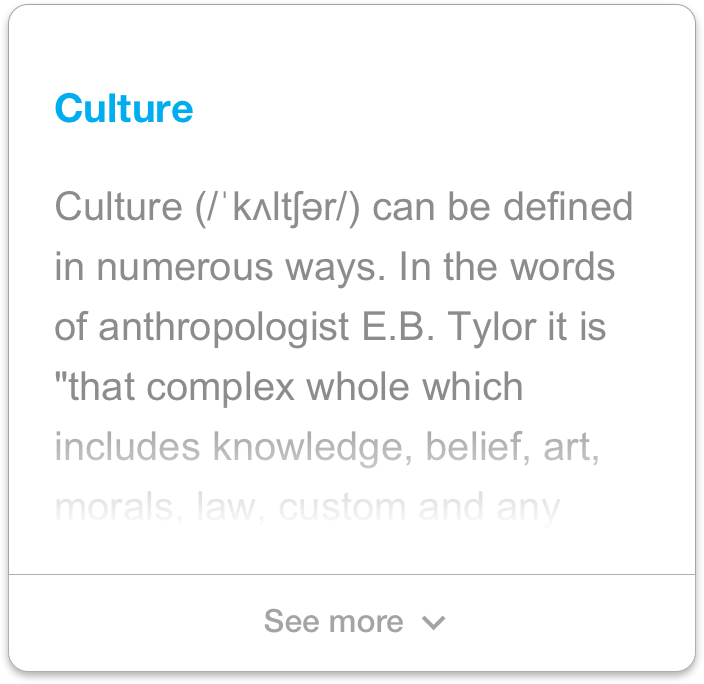 Culture
Culture (/ˈkʌltʃər/) can be defined
in numerous ways. In the words
of anthropologist E.B. Tylor it is
"that complex whole which
includes knowledge, belief, art,
morals, law, custom and any
See more